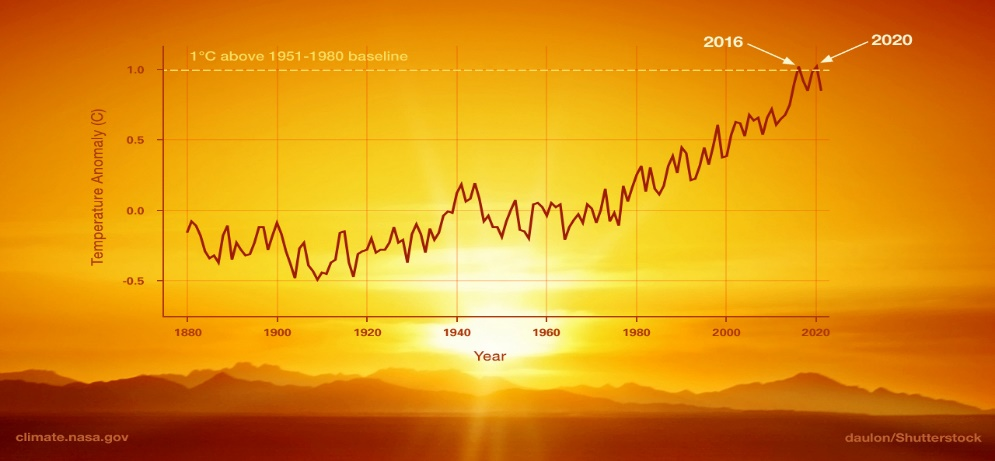 2016
2020
1°C above 1951-1980 baseline
1.0
0.5
0.0
-0.5
Temperature Anomaly (C)
1880 1900 1920 1940 1960 1980 2000 2020
Year
climate.nasa.gov
daulon/Shutterstock